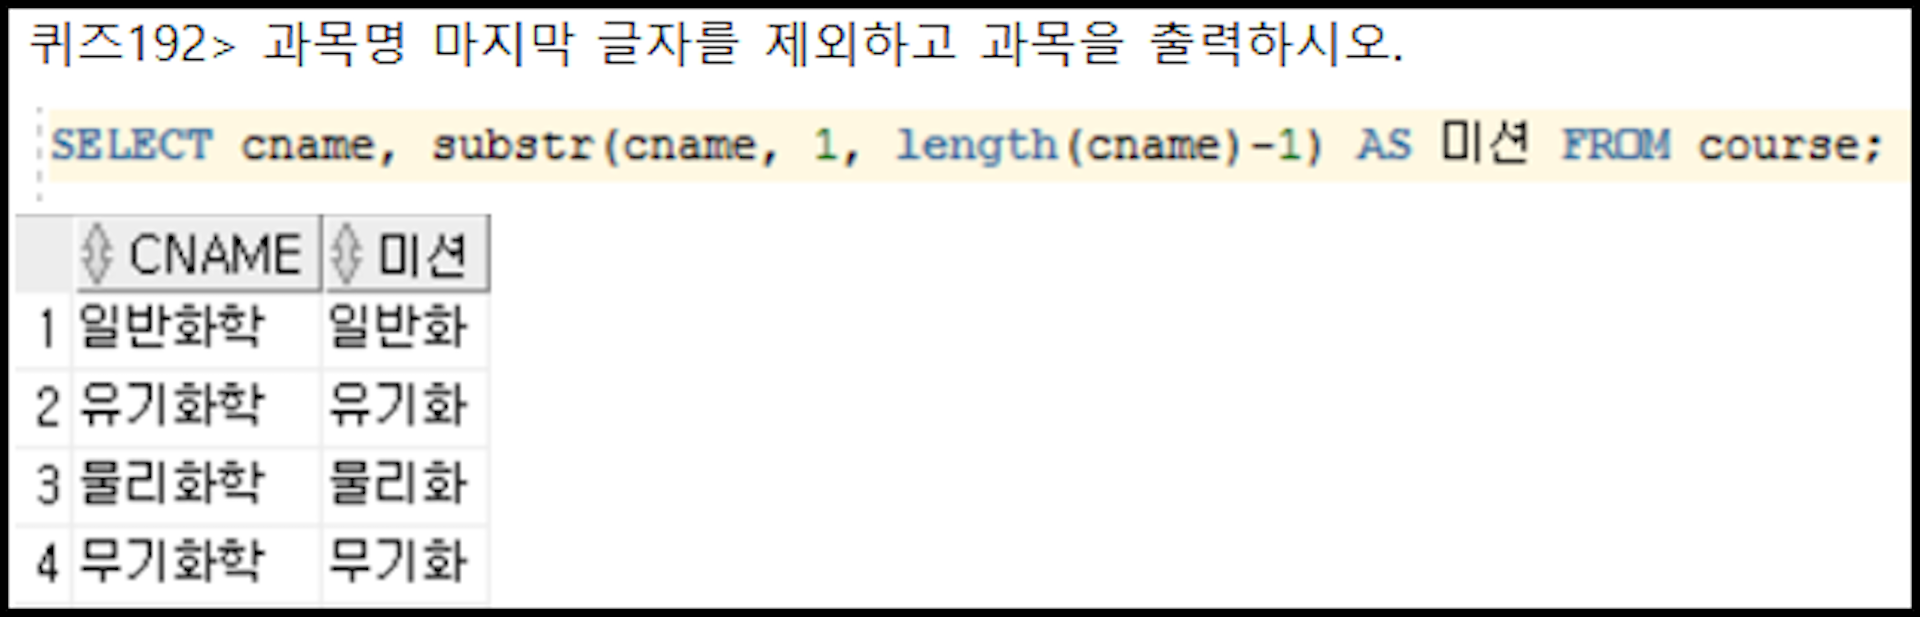 퀴즈192> 과목명 마지막 글자를 제외하고 과목을 출력하시오.
SELECT cname, substr(cname, 1, length(cname)-1) AS 미션 FROM course;
CNAME 미션
1 일반화학 일반화
2 유기화학 유기화
3 물리화학 물리화
4 무기화학 무기화